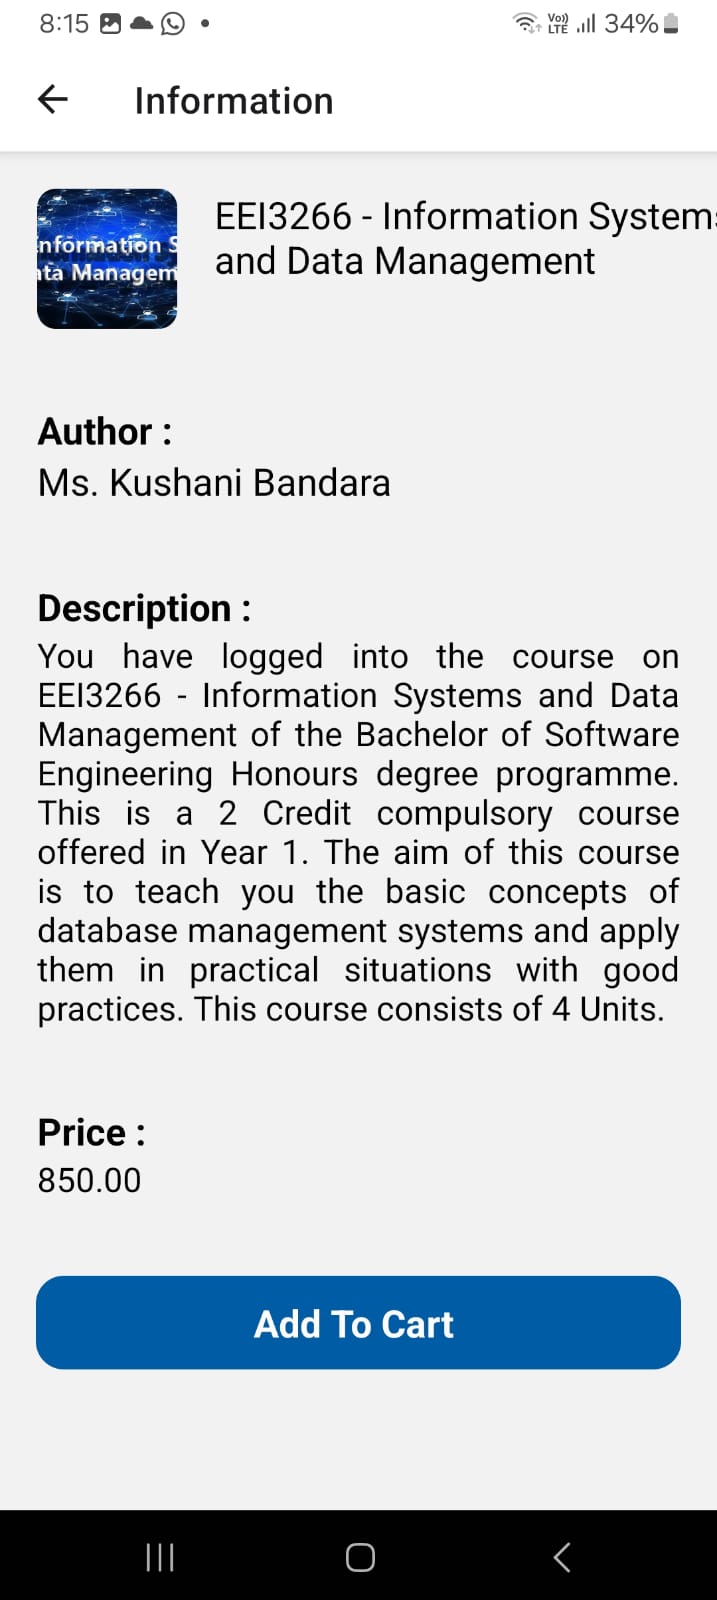 8:15
Vo))
LTE
34%
Information
nformation S
ata Managem
EEI3266 - Information Systems
and Data Management
Author :
Ms. Kushani Bandara
Description :
You have logged into the course on
EEI3266 - Information Systems and Data
Management of the Bachelor of Software
Engineering Honours degree programme.
This is a 2 Credit compulsory course
offered in Year 1. The aim of this course
is to teach you the basic concepts of
database management systems and apply
them in practical situations with good
practices. This course consists of 4 Units.
Price :
850.00
Add To Cart